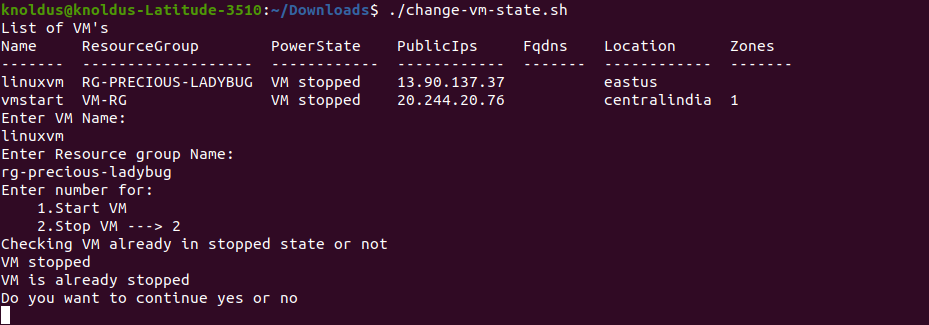 knoldus@knoldus-Latitude-3510:~/Downloads$ ./change-vm-state.sh
List of VM's
Name     ResourceGroup        PowerState    PublicIps     Fqdns    Location      Zones
-------  -------------------  ------------  ------------  -------  ------------  -------
linuxvm  RG-PRECIOUS-LADYBUG  VM stopped    13.90.137.37           eastus
vmstart  VM-RG                VM stopped    20.244.20.76           centralindia  1
Enter VM Name:
linuxvm
Enter Resource group Name:
rg-precious-ladybug
Enter number for:
    1.Start VM
    2.Stop VM ---> 2
Checking VM already in stopped state or not
VM stopped
VM is already stopped
Do you want to continue yes or no